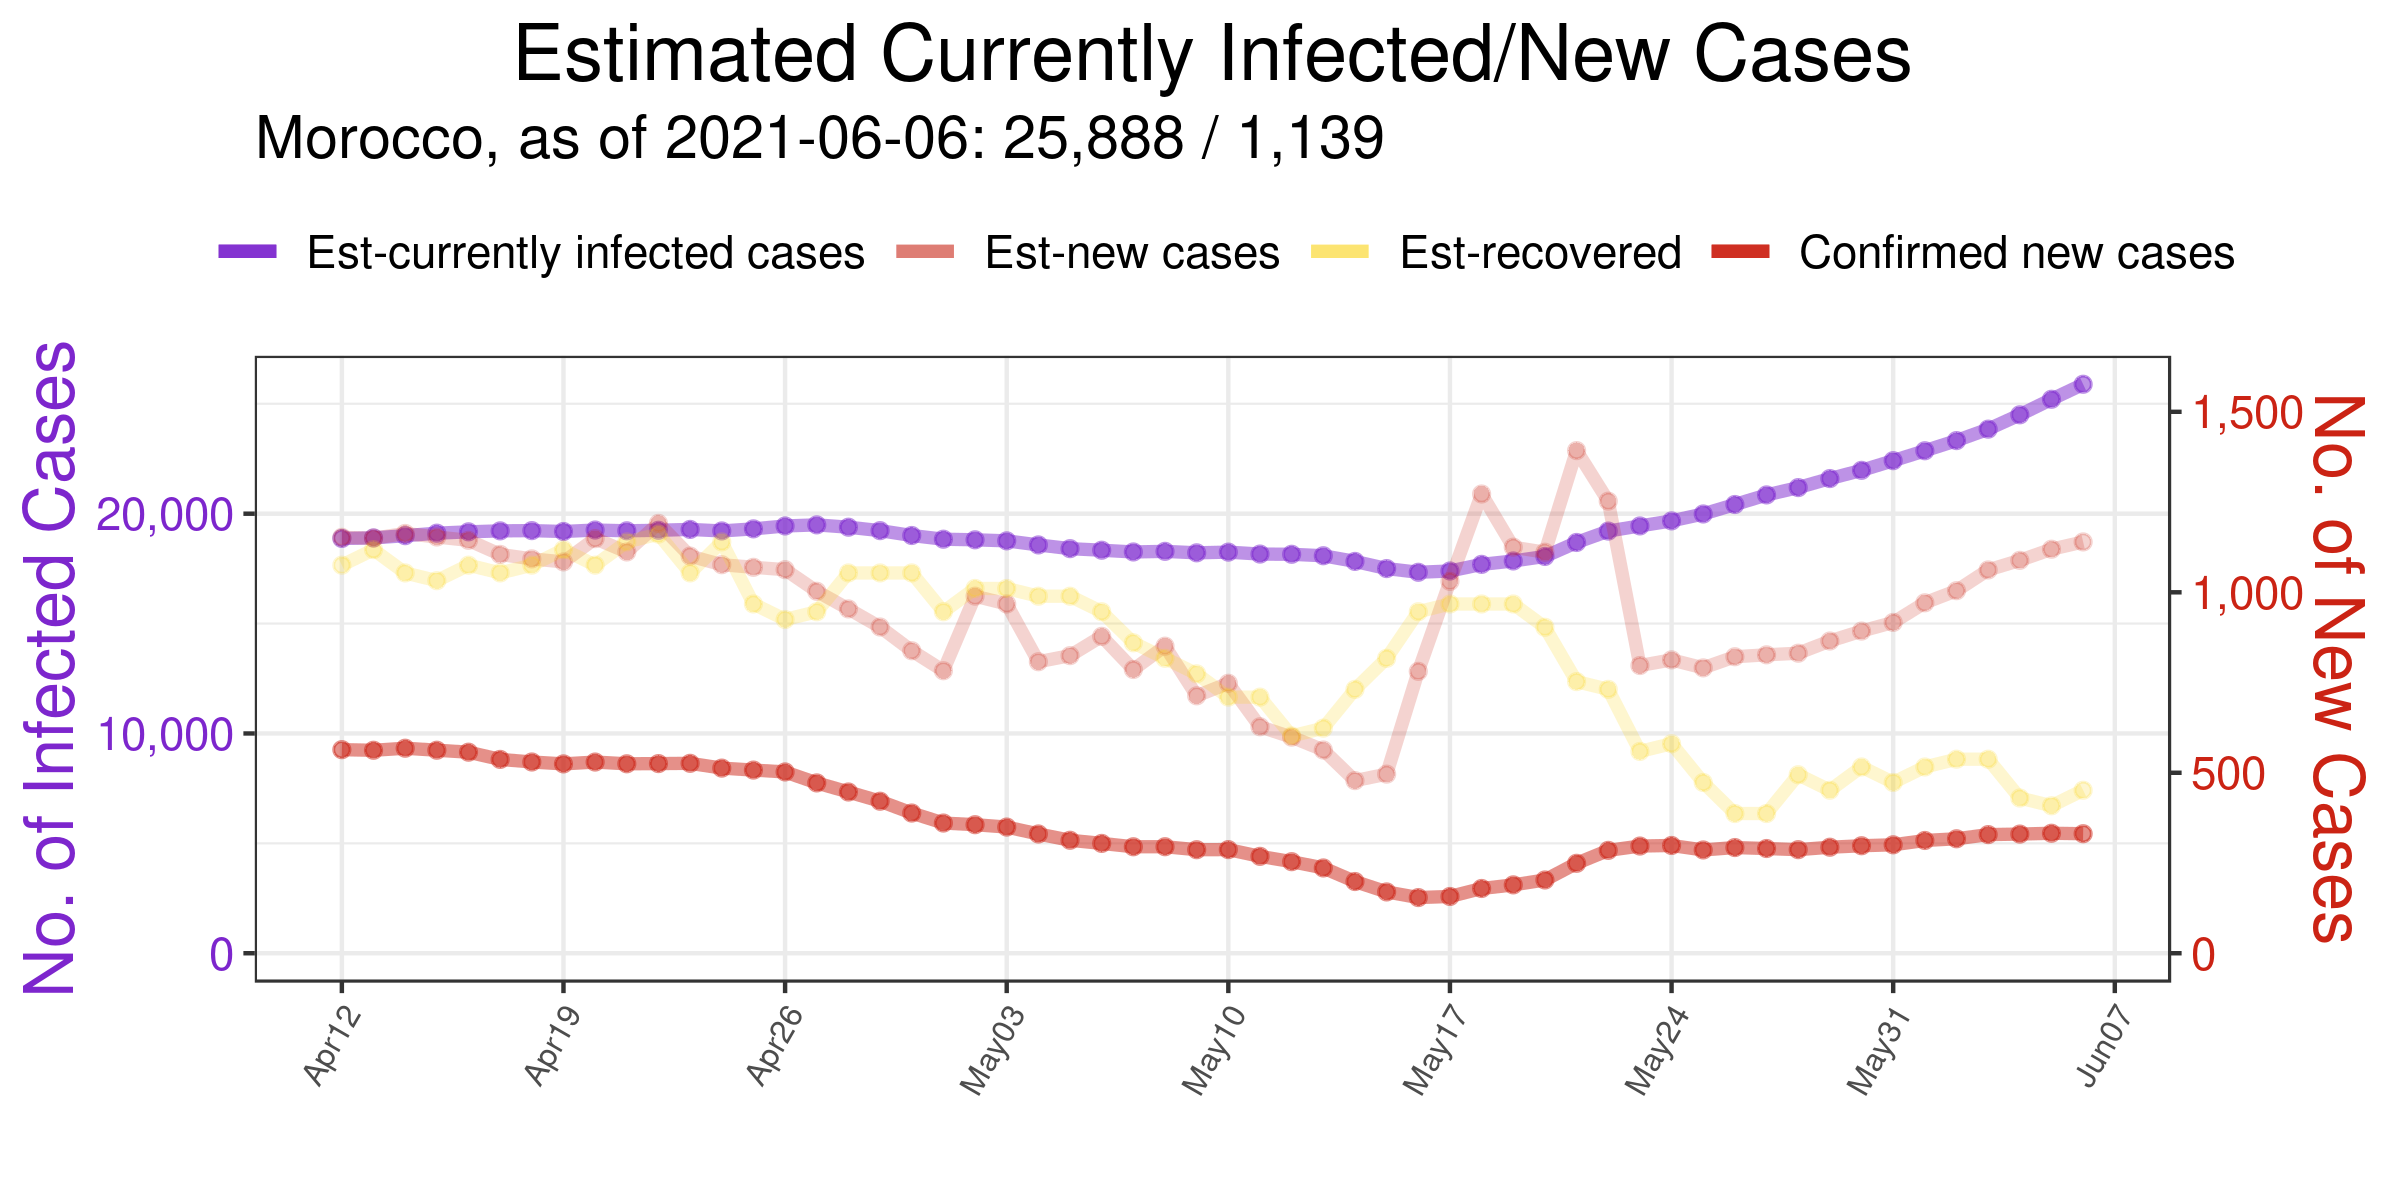 Estimated Currently Infected/New Cases
Morocco, as of 2021-06-06: 25,888 / 1,139
Est-currently infected cases Est-new cases Est-recovered Confirmed new cases
No. of Infected Cases
20,000
10,000
0
1,500
1,000
500
0
No. of New Cases
Apr12 Apr19 Apr26 May03 May10 May17 May24 May31 Jun07